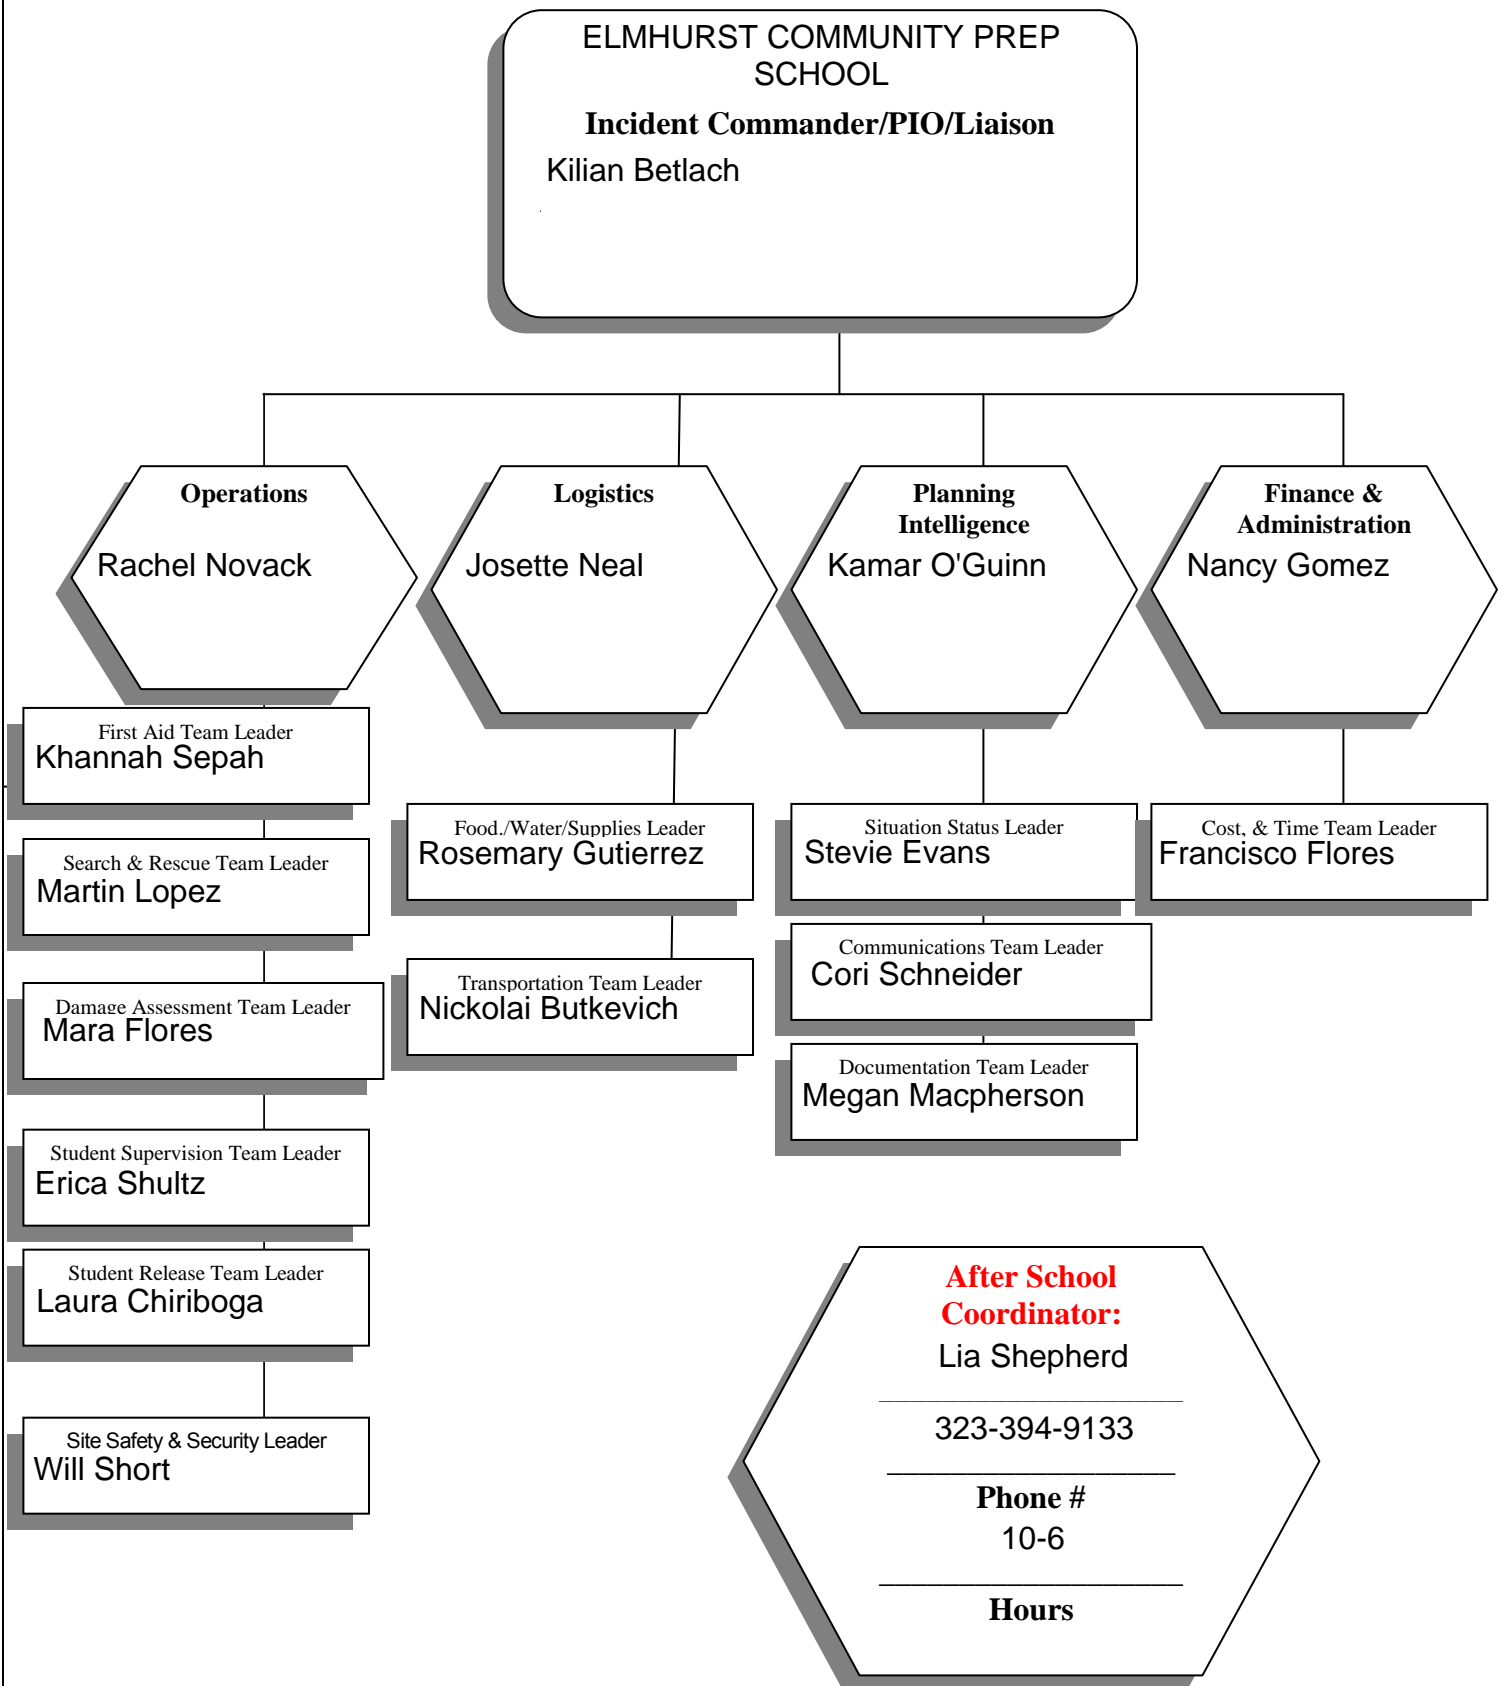 ELMHURST COMMUNITY PREP
SCHOOL
Incident Commander/PIO/Liaison
Kilian Betlach
Operations
Rachel Novack
Logistics
Josette Neal
Planning
Intelligence
Kamar O'Guinn
Finance &
Administration
Nancy Gomez
First Aid Team Leader
Khannah Sepah
Search & Rescue Team Leader
Martin Lopez
Damage Assessment Team Leader
Mara Flores
Student Supervision Team Leader
Erica Shultz
Student Release Team Leader
Laura Chiriboga
Site Safety & Security Leader
Will Short
Food./Water/Supplies Leader
Rosemary Gutierrez
Transportation Team Leader
Nickolai Butkevich
Situation Status Leader
Stevie Evans
Communications Team Leader
Cori Schneider
Documentation Team Leader
Megan Macpherson
Cost, & Time Team Leader
Francisco Flores
After School
Coordinator:
Lia Shepherd
323-394-9133
Phone #
10-6
Hours